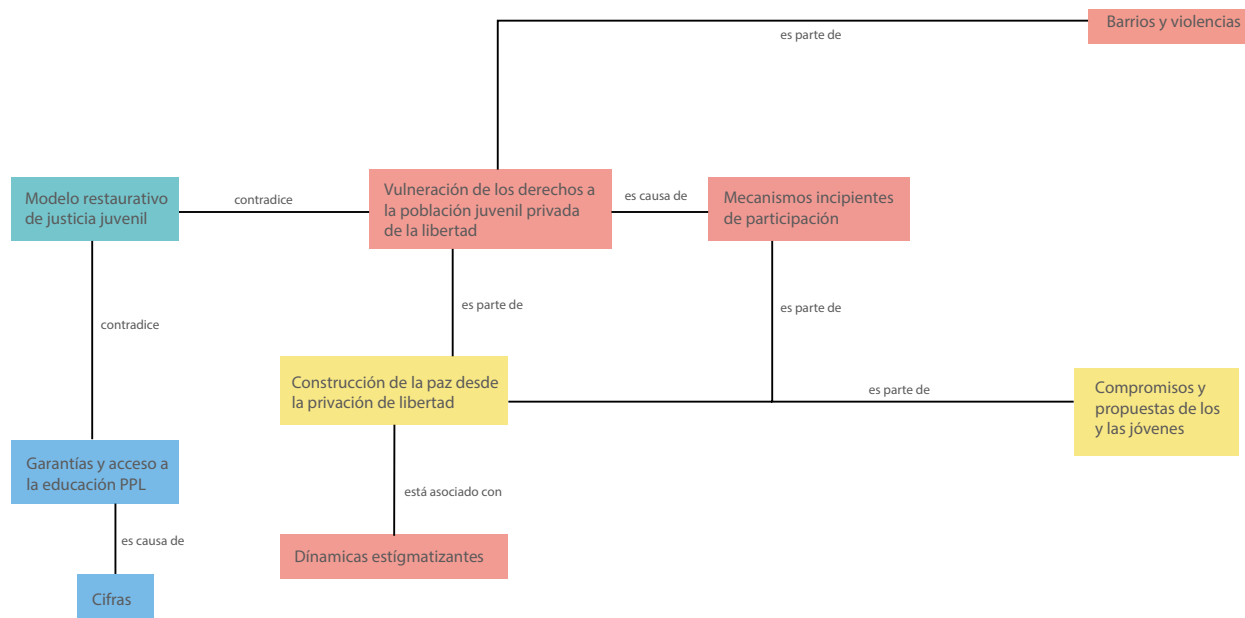 Barrios y violencias
es parte de
Modelo restaurativo
de justicia juvenil
contradice
Vulneración de los derechos a
la población juvenil privada
de la libertad
es causa de
Mecanismos incipientes
de participación
contradice
es parte de
es parte de
Construcción de la paz desde
la privación de libertad
es parte de
Compromisos y
propuestas de los
y las jóvenes
Garantías y acceso a
la educación PPL
está asociado con
es causa de
Dínamicas estígmatizantes
Cifras